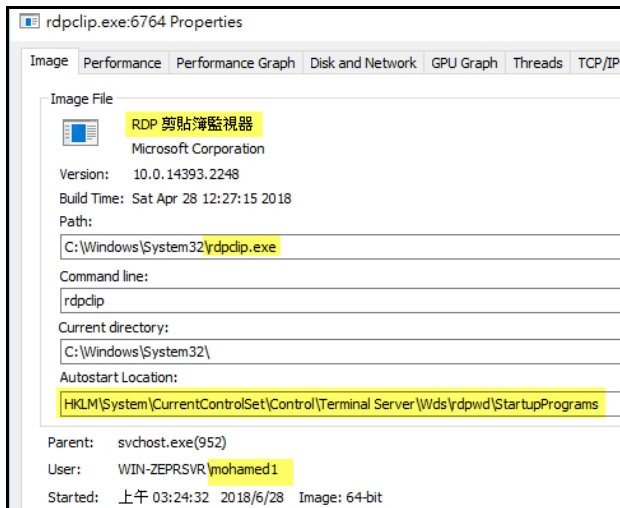 rdpclip.exe:6764 Properties
Image Performance Performance Graph Disk and Network GPU Graph Threads TCP/IP
Image File
RDP 剪貼簿監視器
Microsoft Corporation
Version: 10.0.14393.2248
Build Time: Sat Apr 28 12:27:15 2018
Path:
C:\Windows\System32\rdpclip.exe
Command line:
rdpclip
Current directory:
C:\Windows\System32\
Autostart Location:
HKLM\System\CurrentControlSet\Control\Terminal Server\Wds\rdpwd\StartupPrograms
Parent: svchost.exe(952)
User: WIN-ZEPRSVR\mohamed1
Started: 上午 03:24:32 2018/6/28 Image: 64-bit